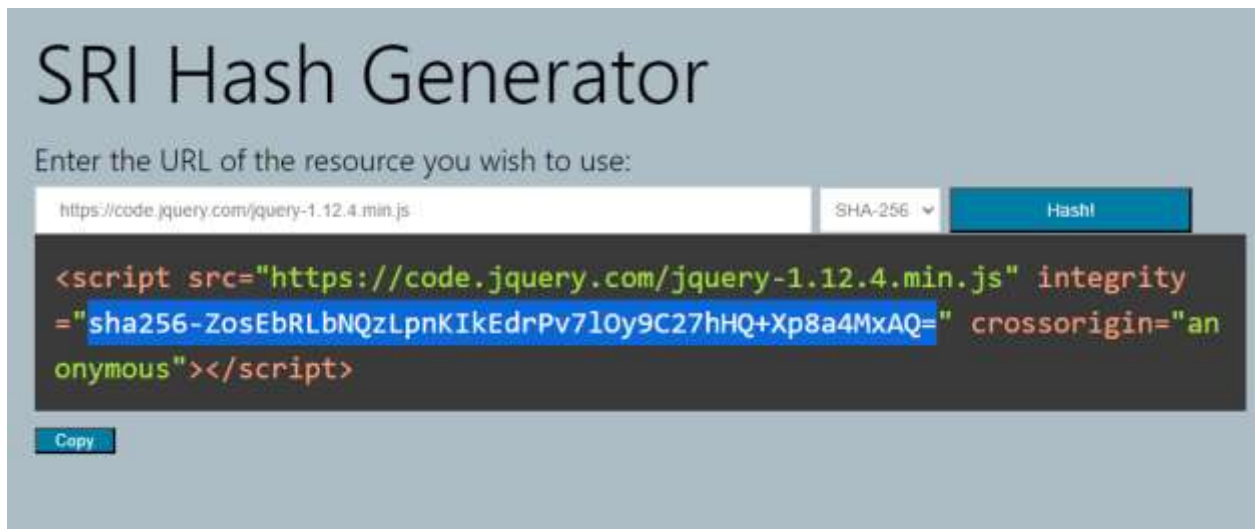 SRI Hash Generator
Enter the URL of the resource you wish to use:
https://code.jquery.com/jquery-1.12.4.min.js SHA-256 Hash!
<script src="https://code.jquery.com/jquery-1.12.4.min.js" integrity
="sha256-ZosEbRLbNQzLpnKIkEdrPv7lOy9C27hHQ+Xp8a4MxAQ=" crossorigin="an
onymous"></script>
Copy